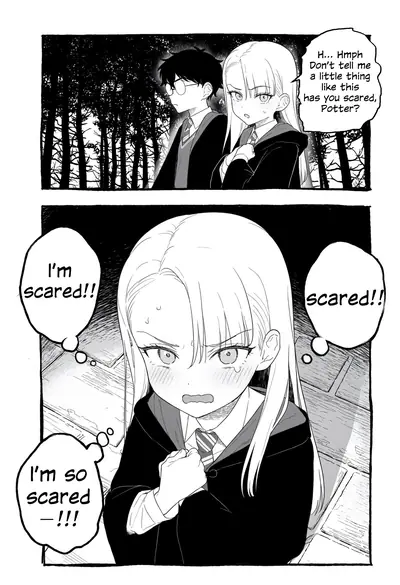 H... Hmph
Don't tell me
a little thing
like this
has you scared,
Potter?
I'm
scared!!
scared!!
I'm so
scared
—!!!